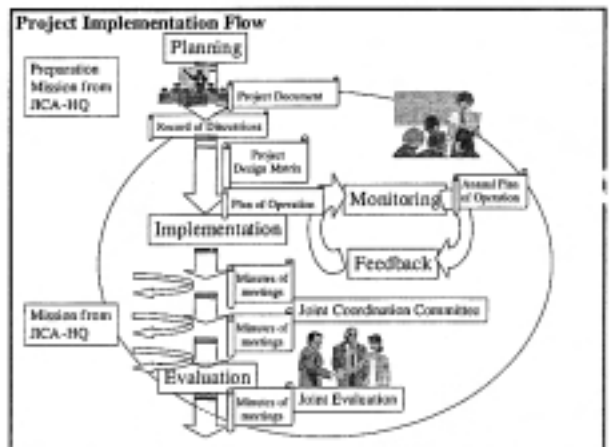 Project Implementation Flow
Planning
Preparation
Mission from
JICA-HQ
Project Document
Record of Discussions
Project
Design Matrix
Plan of Operation
Monitoring
Annual Plan
of Operation
Implementation
Feedback
Minutes of
meetings
Mission from
JICA-HQ
Joint Coordination Committee
Minutes of
meetings
Evaluation
Minutes of
meetings
Joint Evaluation